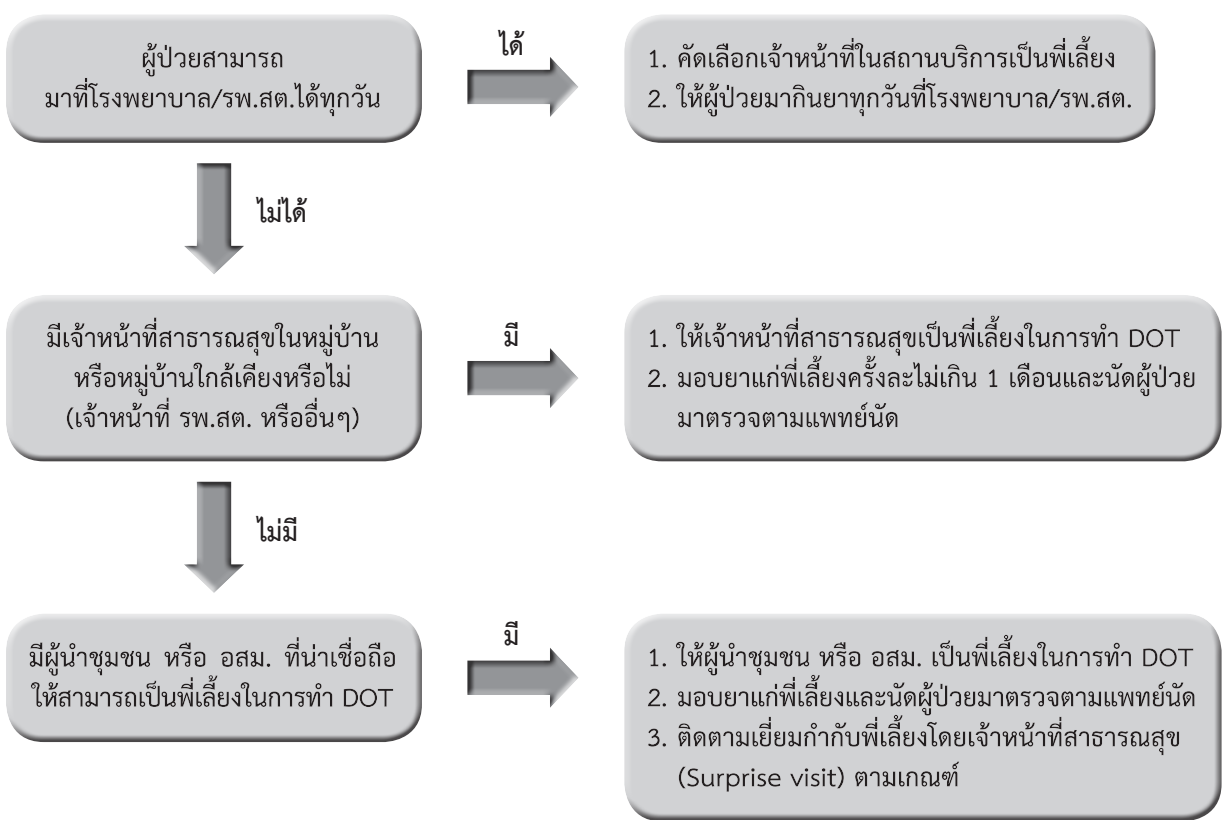 ผู้ป่วยสามารถ
มาที่โรงพยาบาล/รพ.สต.ได้ทุกวัน
ได้
1. คัดเลือกเจ้าหน้าที่ในสถานบริการเป็นพี่เลี้ยง
2. ให้ผู้ป่วยมากินยาทุกวันที่โรงพยาบาล/รพ.สต.
ไม่ได้
มีเจ้าหน้าที่สาธารณสุขในหมู่บ้าน
หรือหมู่บ้านใกล้เคียงหรือไม่
(เจ้าหน้าที่ รพ.สต. หรืออื่นๆ)
มี
1. ให้เจ้าหน้าที่สาธารณสุขเป็นพี่เลี้ยงในการทำ DOT
2. มอบยาแก่พี่เลี้ยงครั้งละไม่เกิน 1 เดือนและนัดผู้ป่วย
มาตรวจตามแพทย์นัด
ไม่มี
มีผู้นำชุมชน หรือ อสม. ที่น่าเชื่อถือ
ให้สามารถเป็นพี่เลี้ยงในการทำ DOT
มี
1. ให้ผู้นำชุมชน หรือ อสม. เป็นพี่เลี้ยงในการทำ DOT
2. มอบยาแก่พี่เลี้ยงและนัดผู้ป่วยมาตรวจตามแพทย์นัด
3. ติดตามเยี่ยมกำกับพี่เลี้ยงโดยเจ้าหน้าที่สาธารณสุข
(Surprise visit) ตามเกณฑ์